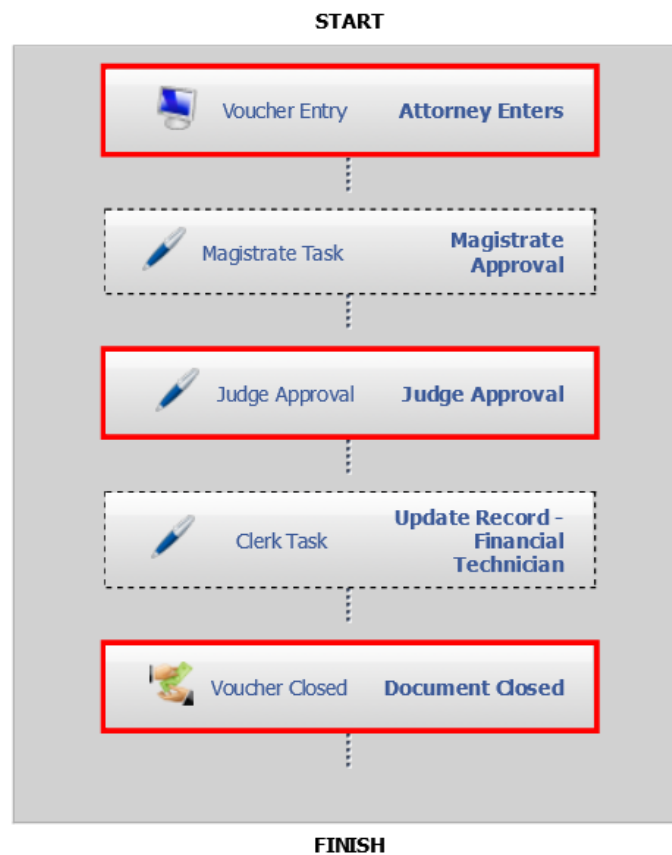 START
Voucher Entry Attorney Enters
Magistrate Task Magistrate
Approval
Judge Approval Judge Approval
Clerk Task Update Record -
Financial
Technician
Voucher Closed Document Closed
FINISH